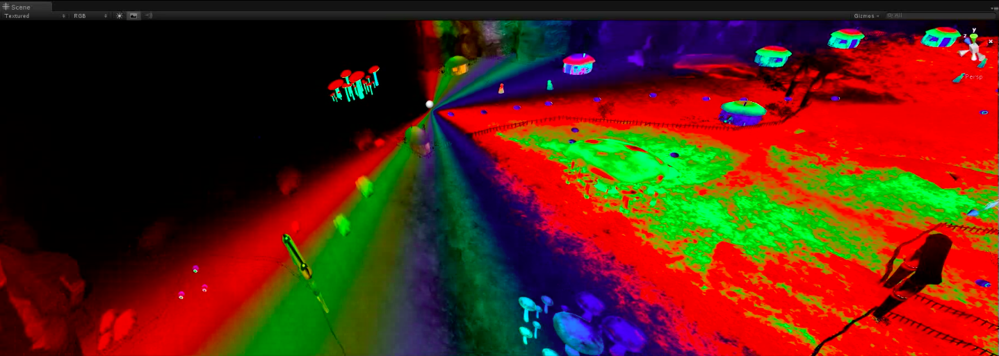 Scene
Textured RGB Gizmos All
y
z
Persp